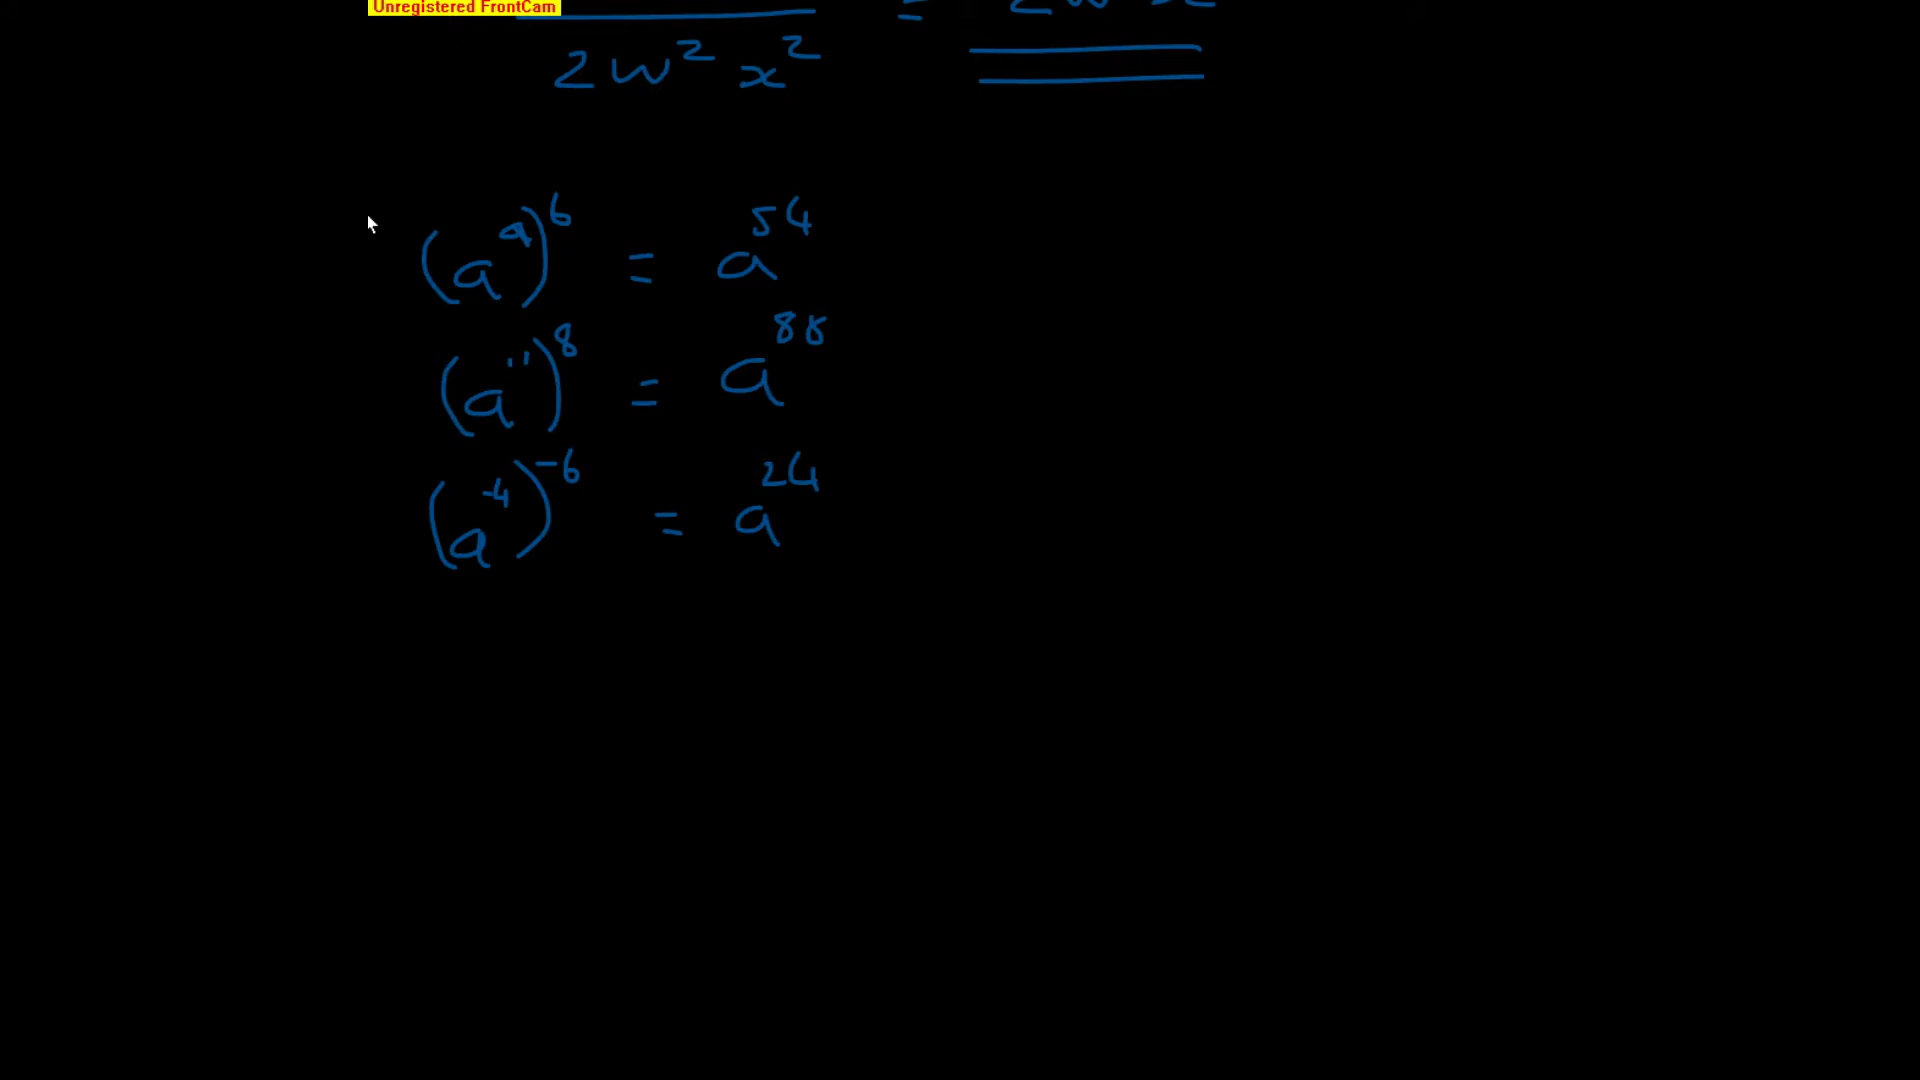 Unregistered FrontCam
=
2w²x²
(a⁹)⁶ = a⁵⁴
(a¹¹)⁸ = a⁸⁸
(a⁻⁴)⁻⁶ = a²⁴